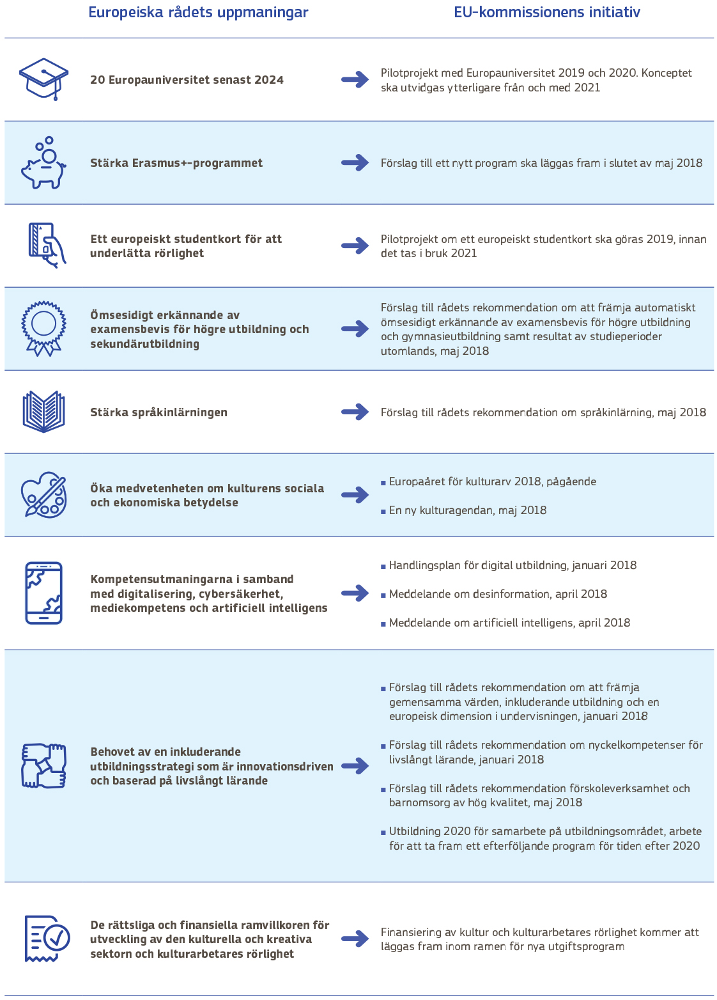 Europeiska rådets uppmaningar
EU-kommissionens initiativ
20 Europauniversitet senast 2024
Pilotprojekt med Europauniversitet 2019 och 2020. Konceptet
ska utvidgas ytterligare från och med 2021
Stärka Erasmus+-programmet
Förslag till ett nytt program ska läggas fram i slutet av maj 2018
Ett europeiskt studentkort för att
underlätta rörlighet
Pilotprojekt om ett europeiskt studentkort ska göras 2019, innan
det tas i bruk 2021
Ömsesidigt erkännande av
examensbevis för högre utbildning och
sekundärutbildning
Förslag till rådets rekommendation om att främja automatiskt
ömsesidigt erkännande av examensbevis för högre utbildning
och gymnasieutbildning samt resultat av studieperioder
utomlands, maj 2018
Stärka språkinlärningen
Förslag till rådets rekommendation om språkinlärning, maj 2018
Öka medvetenheten om kulturens sociala
och ekonomiska betydelse
▪ Europaåret för kulturarv 2018, pågående
▪ En ny kulturagendan, maj 2018
Kompetensutmaningarna i samband
med digitalisering, cybersäkerhet,
mediekompetens och artificiell intelligens
▪ Handlingsplan för digital utbildning, januari 2018
▪ Meddelande om desinformation, april 2018
▪ Meddelande om artificiell intelligens, april 2018
Behovet av en inkluderande
utbildningsstrategi som är innovationsdriven
och baserad på livslångt lärande
▪ Förslag till rådets rekommendation om att främja
gemensamma värden, inkluderande utbildning och en
europeisk dimension i undervisningen, januari 2018
▪ Förslag till rådets rekommendation om nyckelkompetenser för
livslångt lärande, januari 2018
▪ Förslag till rådets rekommendation förskoleverksamhet och
barnomsorg av hög kvalitet, maj 2018
▪ Utbildning 2020 för samarbete på utbildningsområdet, arbete
för att ta fram ett efterföljande program för tiden efter 2020
De rättsliga och finansiella ramvillkoren för
utveckling av den kulturella och kreativa
sektorn och kulturarbetares rörlighet
Finansiering av kultur och kulturarbetares rörlighet kommer att
läggas fram inom ramen för nya utgiftsprogram